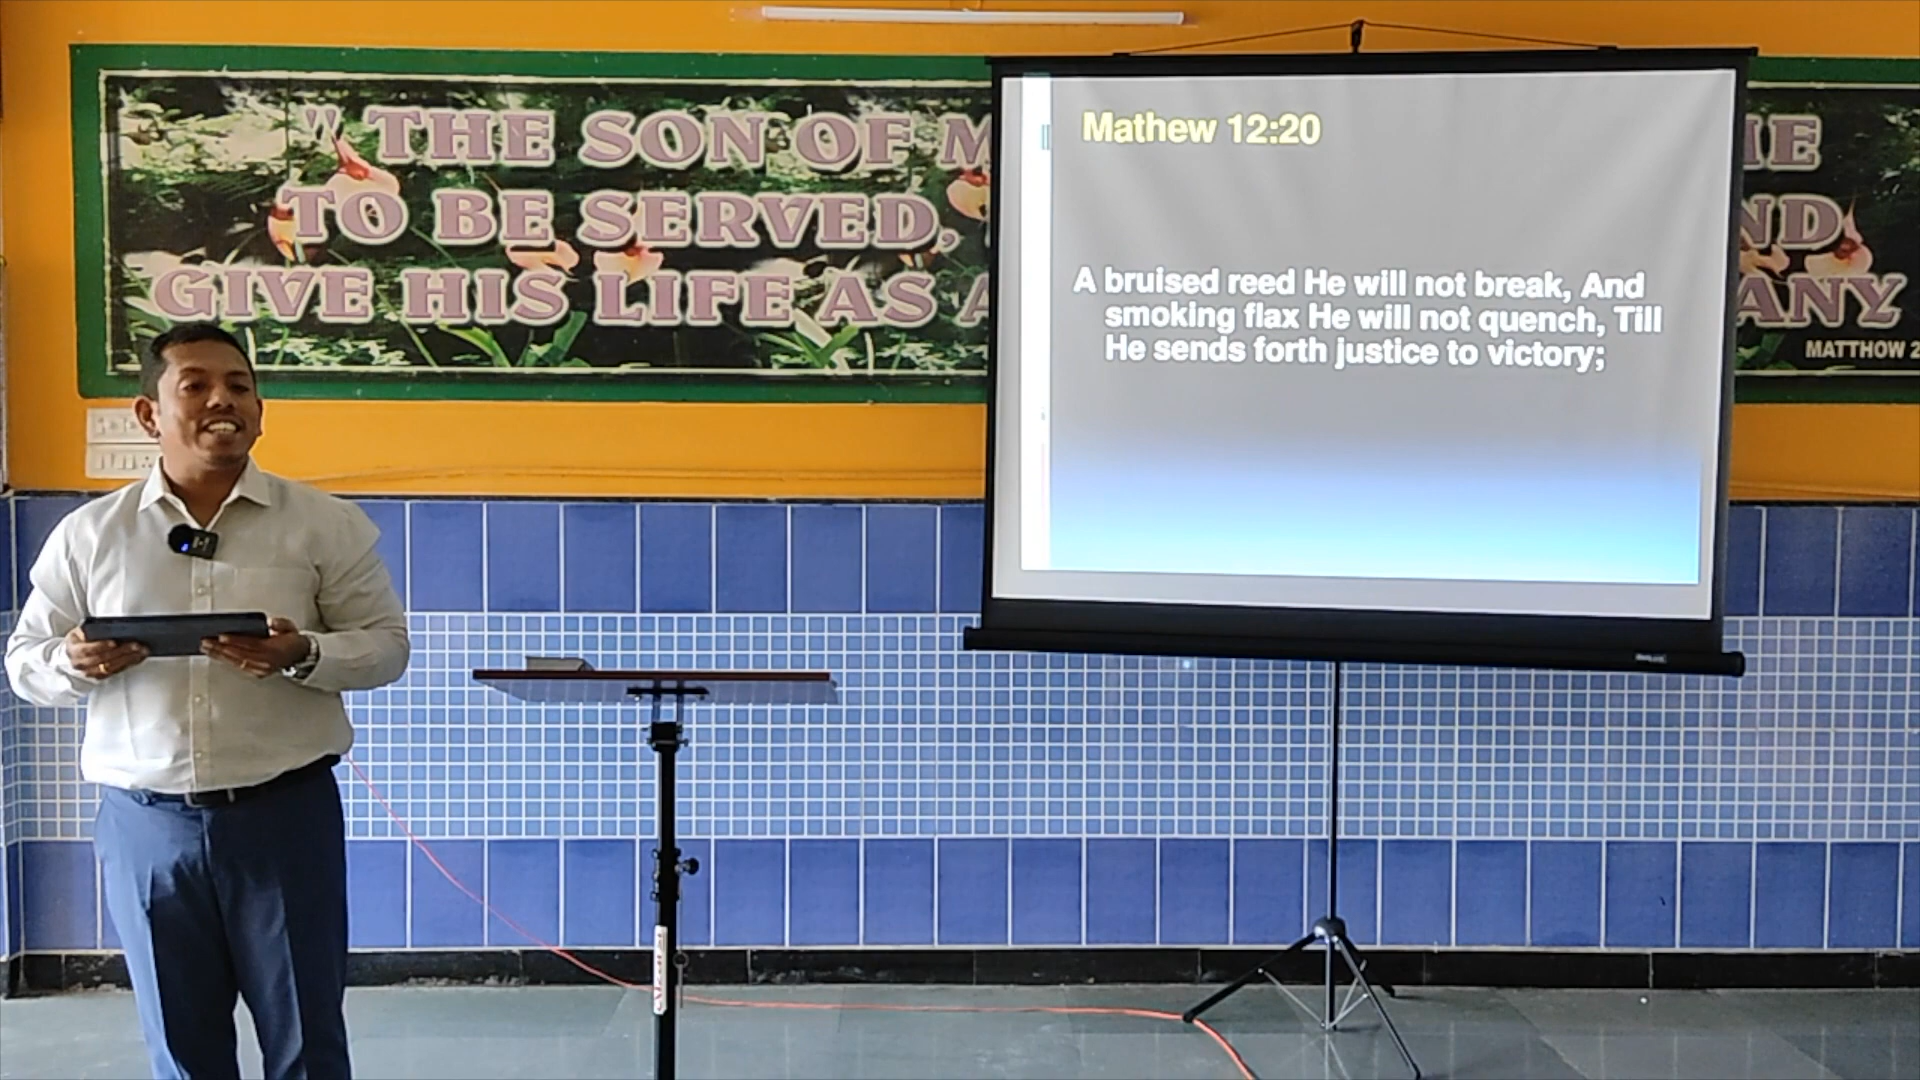 " THE SON OF M
TO BE SERVED,
GIVE HIS LIFE AS A
Mathew 12:20
A bruised reed He will not break, And
smoking flax He will not quench, Till
He sends forth justice to victory;
ME
ND
ANY
MATTHOW 2